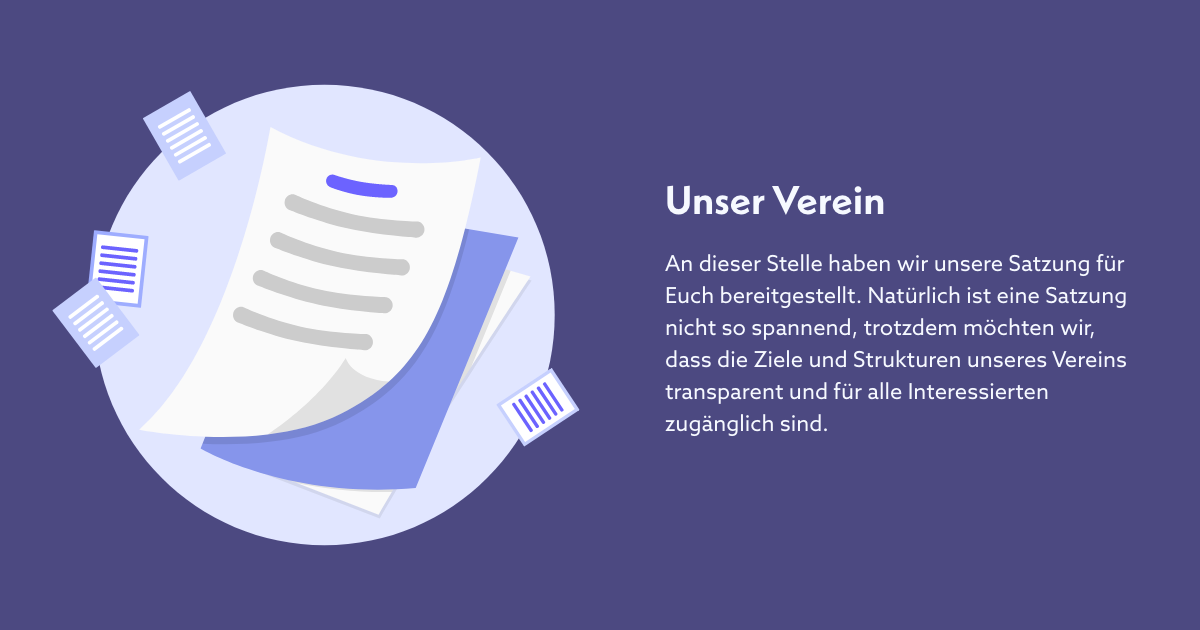 Unser Verein
An dieser Stelle haben wir unsere Satzung für
Euch bereitgestellt. Natürlich ist eine Satzung
nicht so spannend, trotzdem möchten wir,
dass die Ziele und Strukturen unseres Vereins
transparent und für alle Interessierten
zugänglich sind.